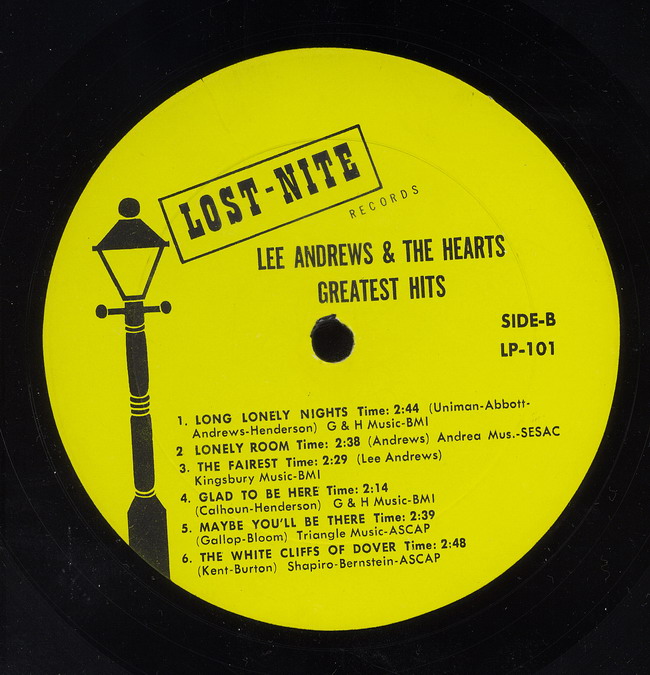 LOST-NITE
RECORDS
LEE ANDREWS & THE HEARTS
GREATEST HITS
SIDE-B
LP-101
1. LONG LONELY NIGHTS Time: 2:44 (Uniman-Abbott-
Andrews-Henderson) G & H Music-BMI
2 LONELY ROOM Time: 2:38 (Andrews) Andrea Mus.-SESAC
3. THE FAIREST Time: 2:29 (Lee Andrews)
Kingsbury Music-BMI
4. GLAD TO BE HERE Time: 2:14
(Calhoun-Henderson) G & H Music-BMI
5. MAYBE YOU'LL BE THERE Time: 2:39
(Gallop-Bloom) Triangle Music-ASCAP
6. THE WHITE CLIFFS OF DOVER Time: 2:48
(Kent-Burton) Shapiro-Bernstein-ASCAP